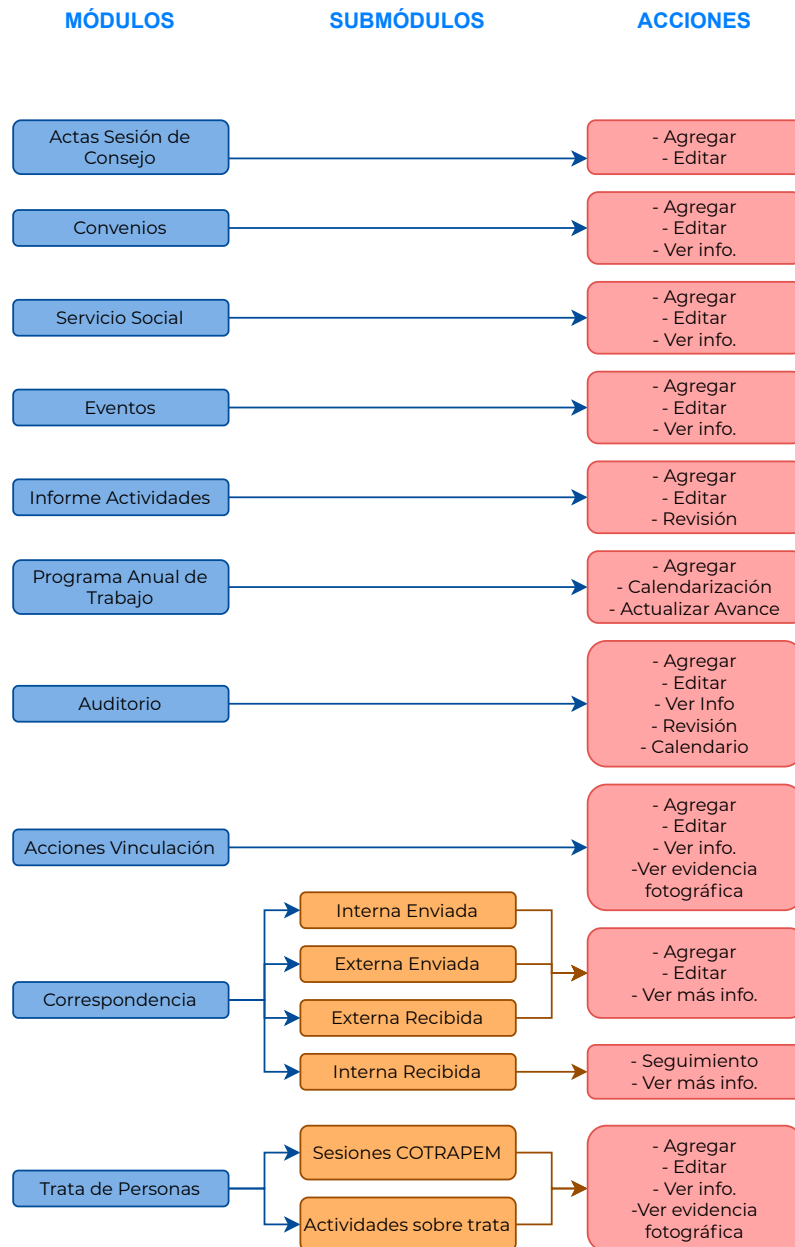 MÓDULOS
SUBMÓDULOS
ACCIONES
Actas Sesión de
Consejo
- Agregar
- Editar
Convenios
- Agregar
- Editar
- Ver info.
Servicio Social
- Agregar
- Editar
- Ver info.
Eventos
- Agregar
- Editar
- Ver info.
Informe Actividades
- Agregar
- Editar
- Revisión
Programa Anual de
Trabajo
- Agregar
- Calendarización
- Actualizar Avance
Auditorio
- Agregar
- Editar
- Ver Info
- Revisión
- Calendario
Acciones Vinculación
- Agregar
- Editar
- Ver info.
-Ver evidencia
fotográfica
Correspondencia
Interna Enviada
Externa Enviada
Externa Recibida
- Agregar
- Editar
- Ver más info.
Interna Recibida
- Seguimiento
- Ver más info.
Trata de Personas
Sesiones COTRAPEM
Actividades sobre trata
- Agregar
- Editar
- Ver info.
-Ver evidencia
fotográfica